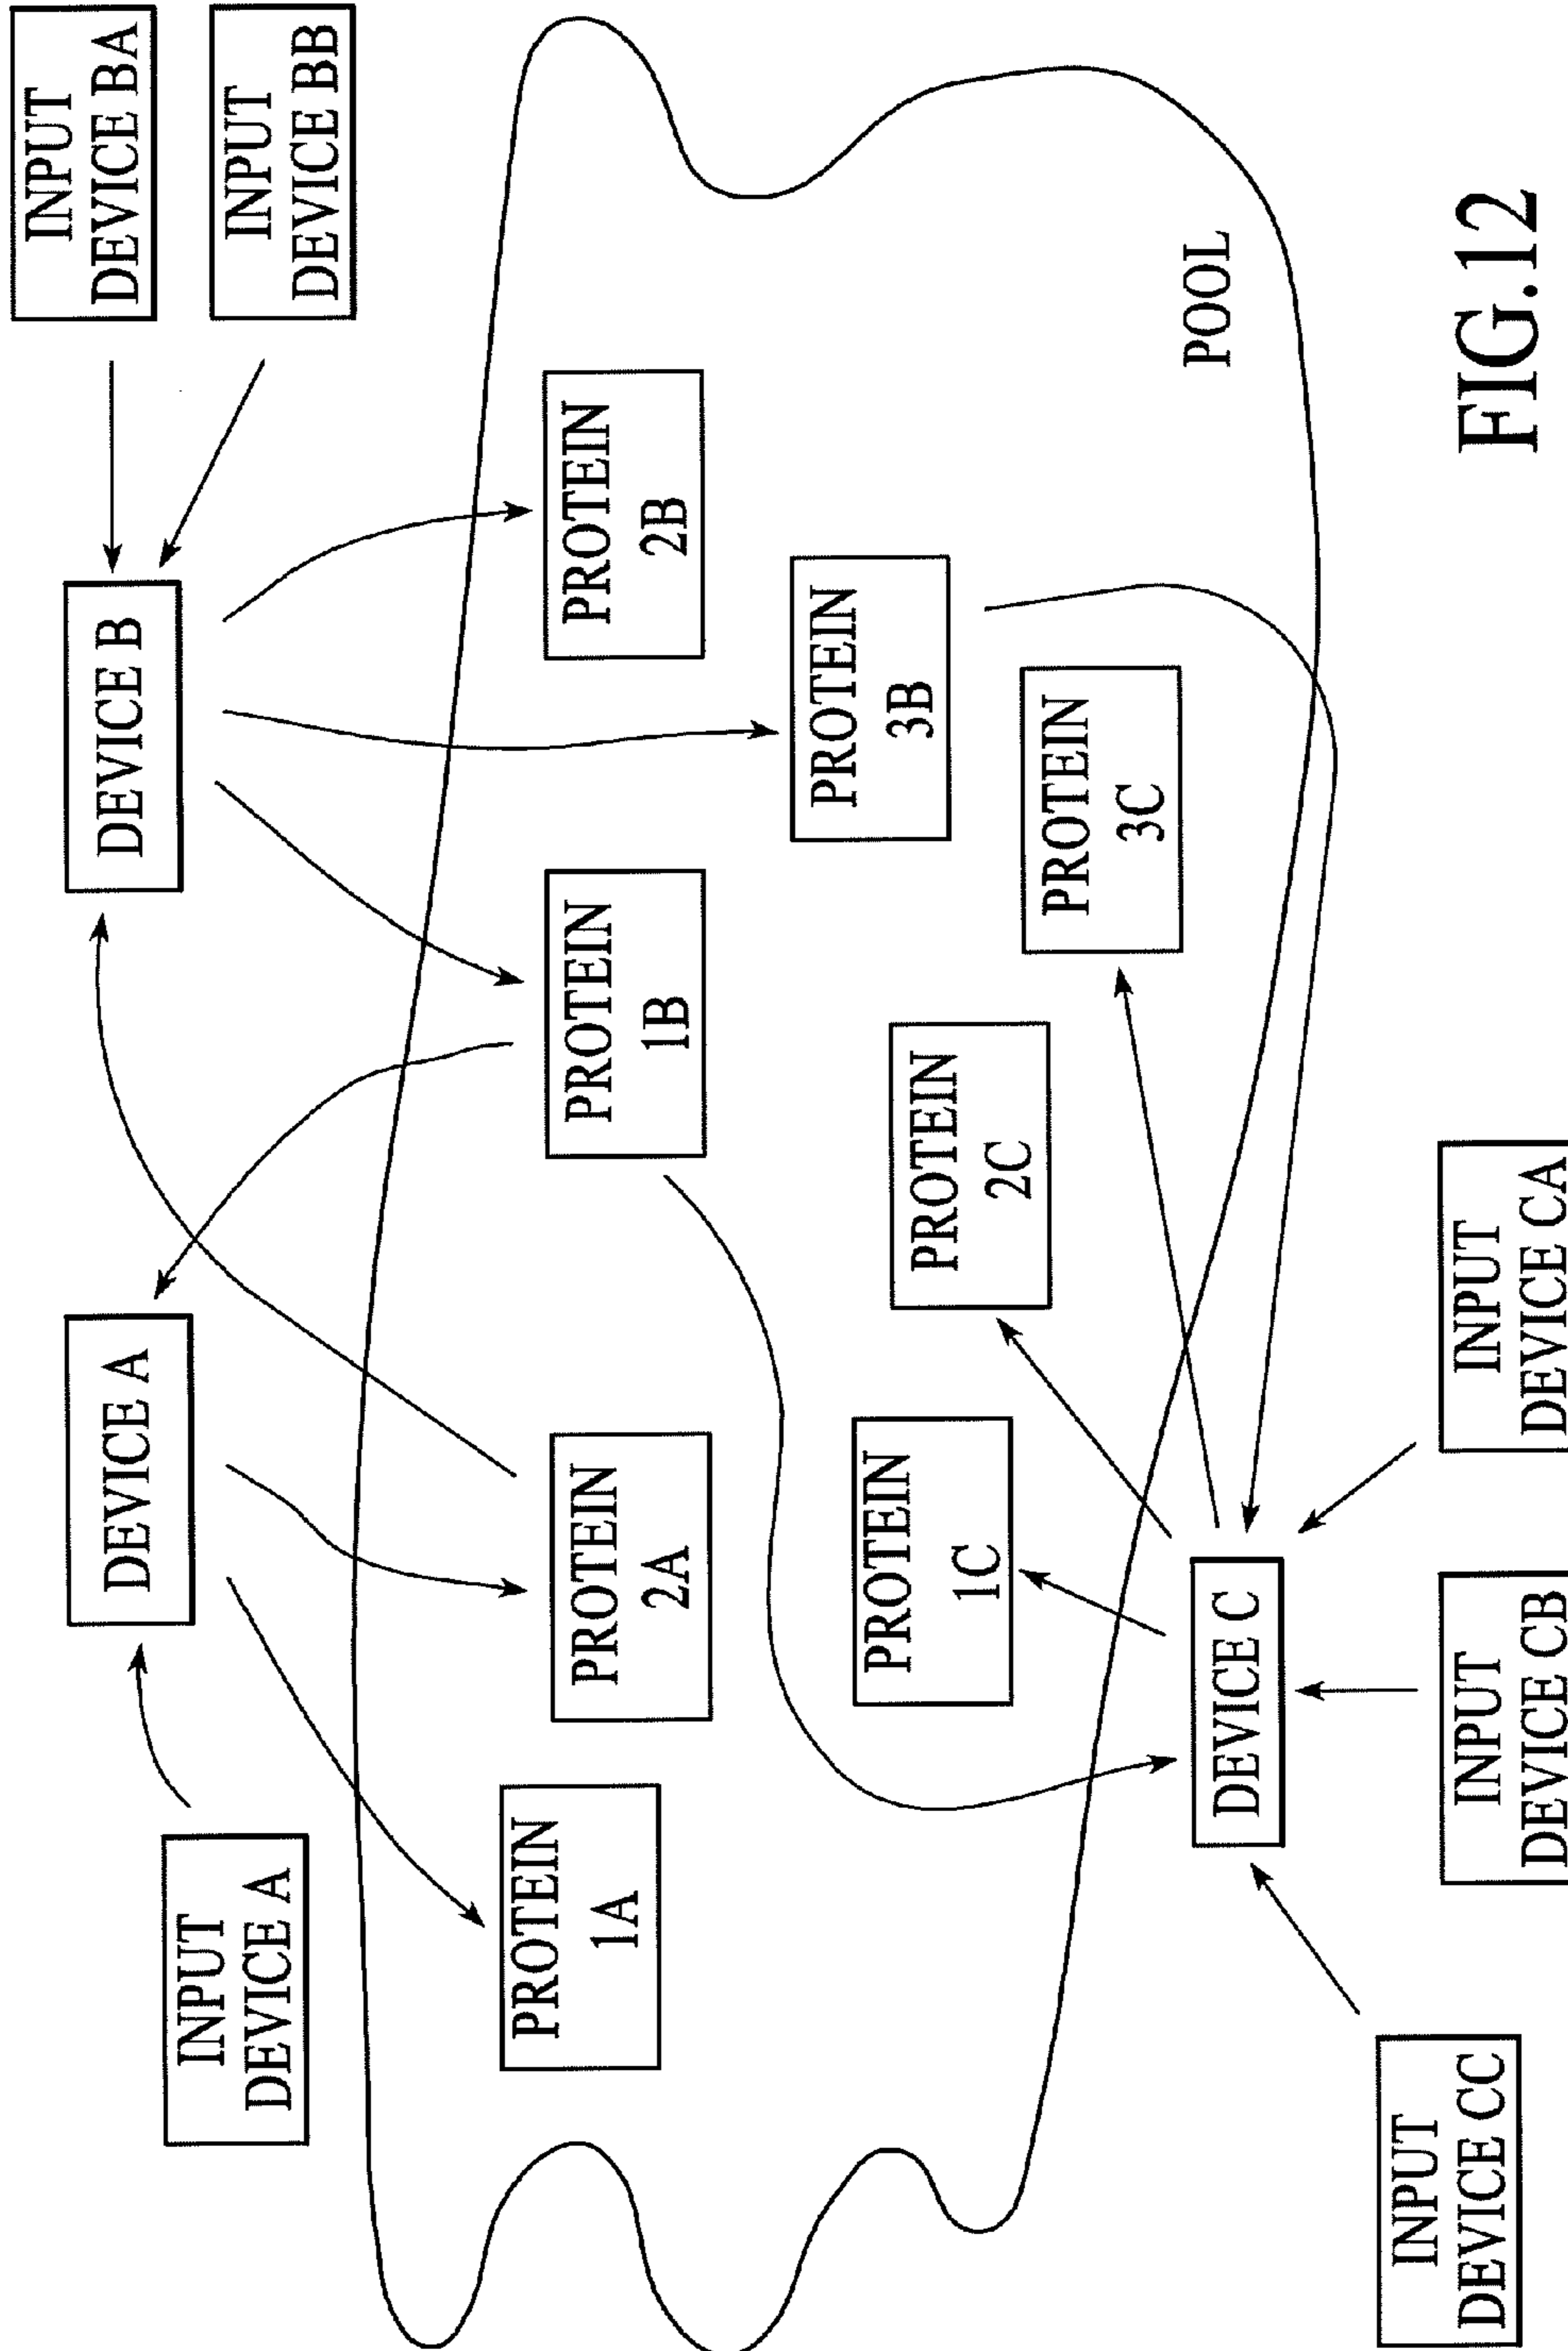 INPUT
DEVICE A
DEVICE A
DEVICE B
INPUT
DEVICE BA
INPUT
DEVICE BB
PROTEIN
1A
PROTEIN
2A
PROTEIN
1B
PROTEIN
2B
PROTEIN
3B
PROTEIN
1C
PROTEIN
2C
PROTEIN
3C
POOL
DEVICE C
INPUT
DEVICE CC
INPUT
DEVICE CB
INPUT
DEVICE CA
FIG.12